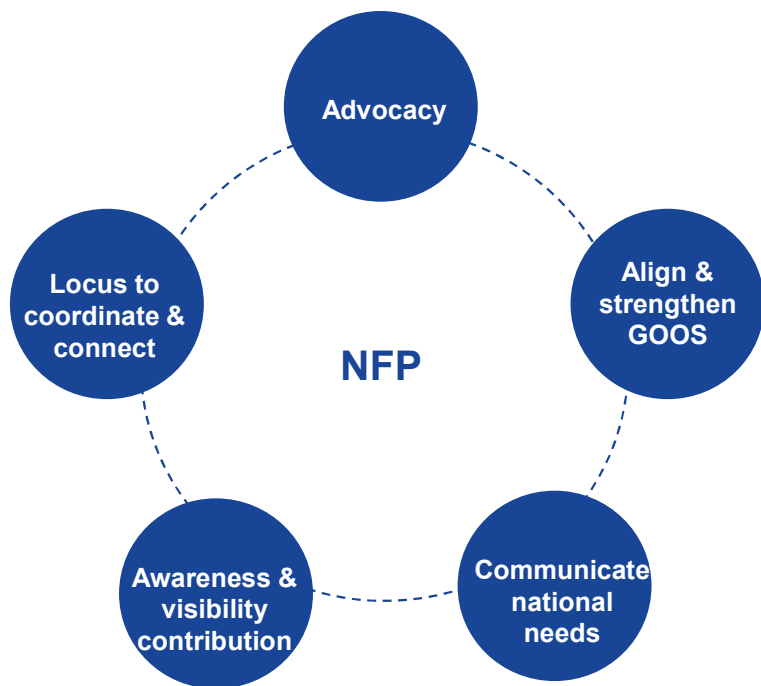 Advocacy
Align &
strengthen
GOOS
Locus to
coordinate &
connect
NFP
Communicate
national
needs
Awareness &
visibility
contribution